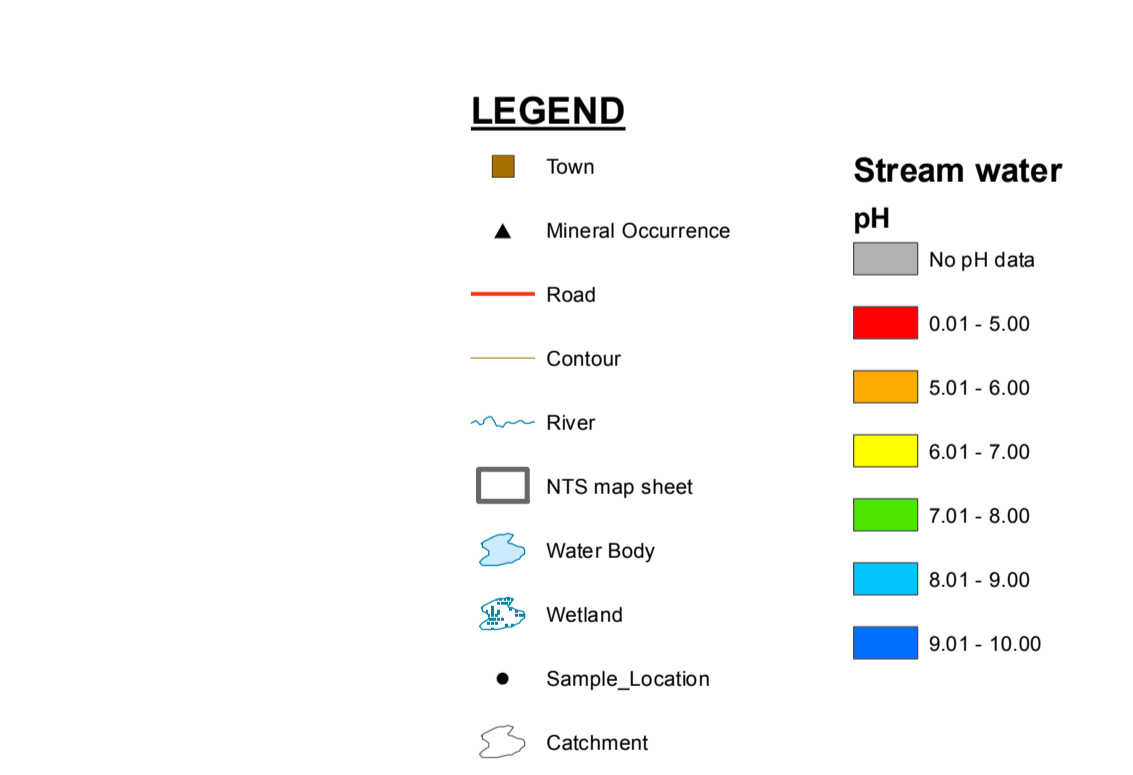 LEGEND
Town
Mineral Occurrence
Road
Contour
River
NTS map sheet
Water Body
Wetland
Sample_Location
Catchment
Stream water
pH
No pH data
0.01 - 5.00
5.01 - 6.00
6.01 - 7.00
7.01 - 8.00
8.01 - 9.00
9.01 - 10.00